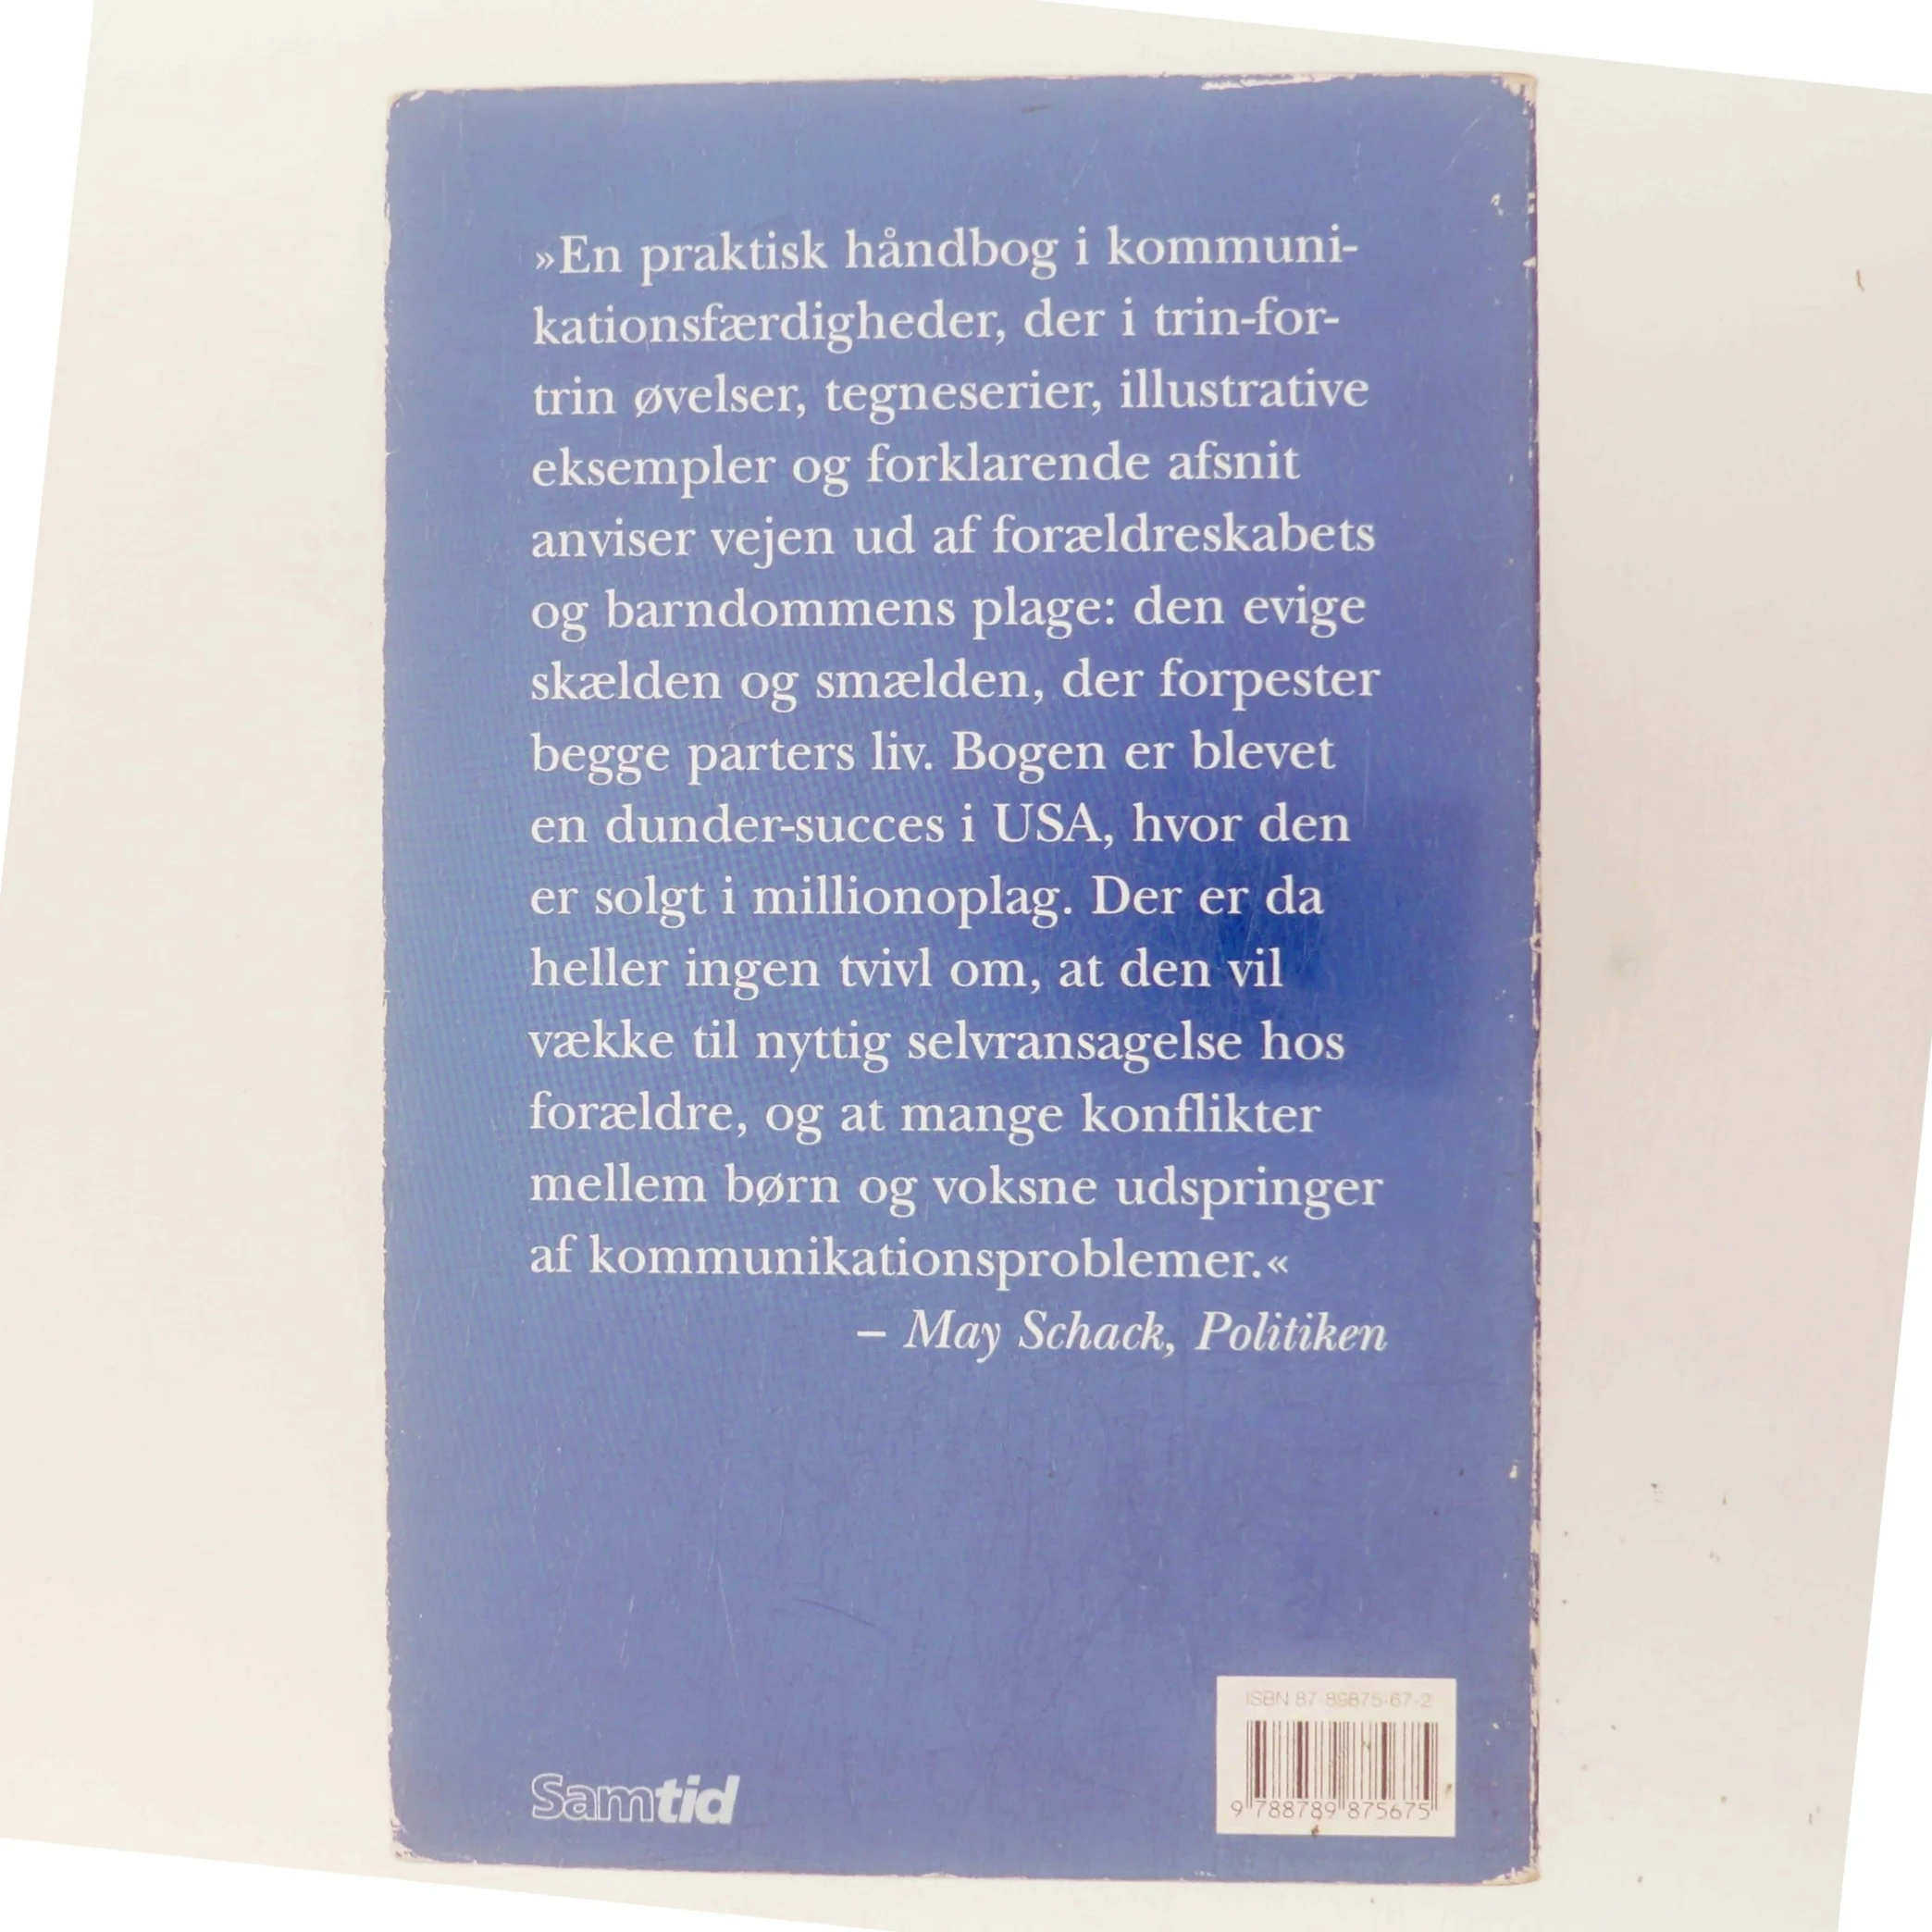 »En praktisk håndbog i kommuni-
kationsfærdigheder, der i trin-for-
trin øvelser, tegneserier, illustrative
eksempler og forklarende afsnit
anviser vejen ud af forældreskabets
og barndommens plage: den evige
skælden og smælden, der forpester
begge parters liv. Bogen er blevet
en dunder-succes i USA, hvor den
er solgt i millionoplag. Der er da
heller ingen tvivl om, at den vil
vække til nyttig selvransagelse hos
forældre, og at mange konflikter
mellem børn og voksne udspringer
af kommunikationsproblemer.«
– May Schack, Politiken
ISBN 87-89875-67-2
9 788789 875675
Samtid